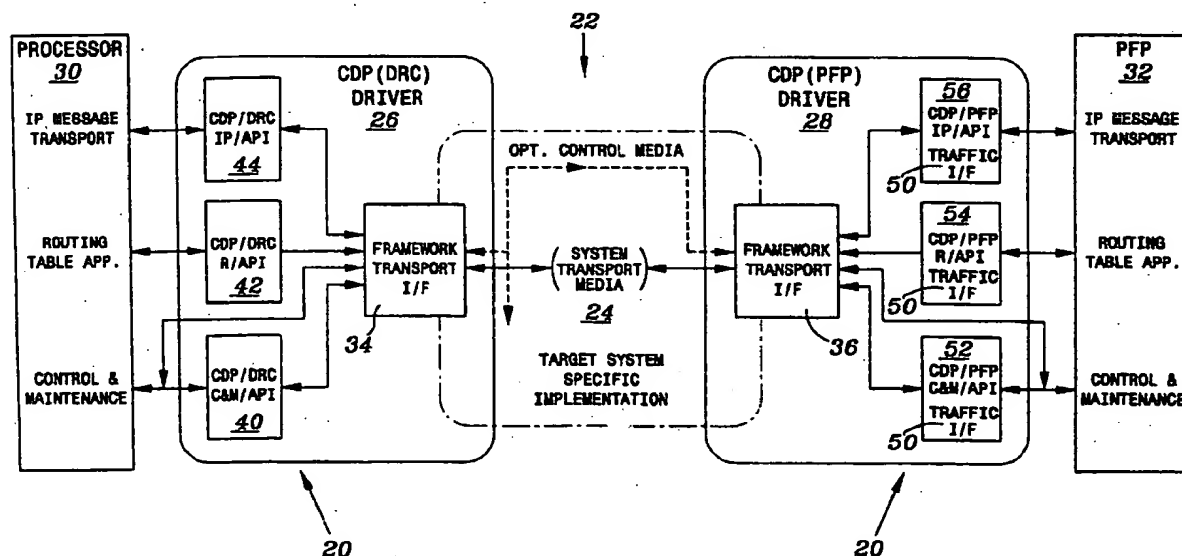 22
PROCESSOR
30
IP MESSAGE
TRANSPORT
ROUTING
TABLE APP.
CONTROL &
MAINTENANCE
CDP(DRC)
DRIVER
26
CDP/DRC
IP/API
44
CDP/DRC
R/API
42
CDP/DRC
C&M/API
40
FRAMEWORK
TRANSPORT
I/F
34
OPT. CONTROL MEDIA
SYSTEM
TRANSPORT
MEDIA
24
TARGET SYSTEM
SPECIFIC
IMPLEMENTATION
CDP(PFP)
DRIVER
28
FRAMEWORK
TRANSPORT
I/F
36
56
CDP/PFP
IP/API
TRAFFIC
I/F
50
54
CDP/PFP
R/API
TRAFFIC
I/F
50
52
CDP/PFP
C&M/API
TRAFFIC
I/F
50
PFP
32
IP MESSAGE
TRANSPORT
ROUTING
TABLE APP.
CONTROL &
MAINTENANCE
20
20